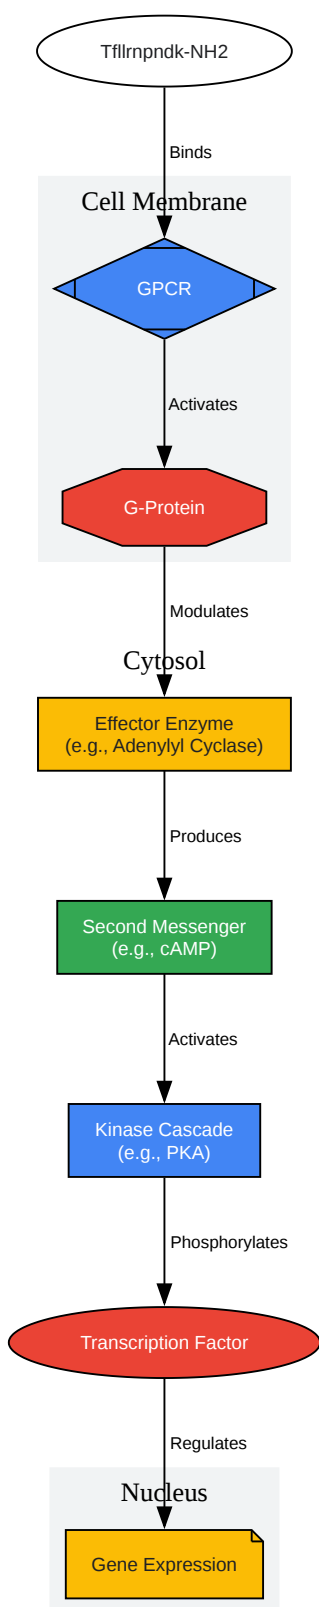 Tfllrnpndk-NH2
Binds
Cell Membrane
GPCR
Activates
G-Protein
Modulates
Cytosol
Effector Enzyme
(e.g., Adenylyl Cyclase)
Produces
Second Messenger
(e.g., cAMP)
Activates
Kinase Cascade
(e.g., PKA)
Phosphorylates
Transcription Factor
Regulates
Nucleus
Gene Expression